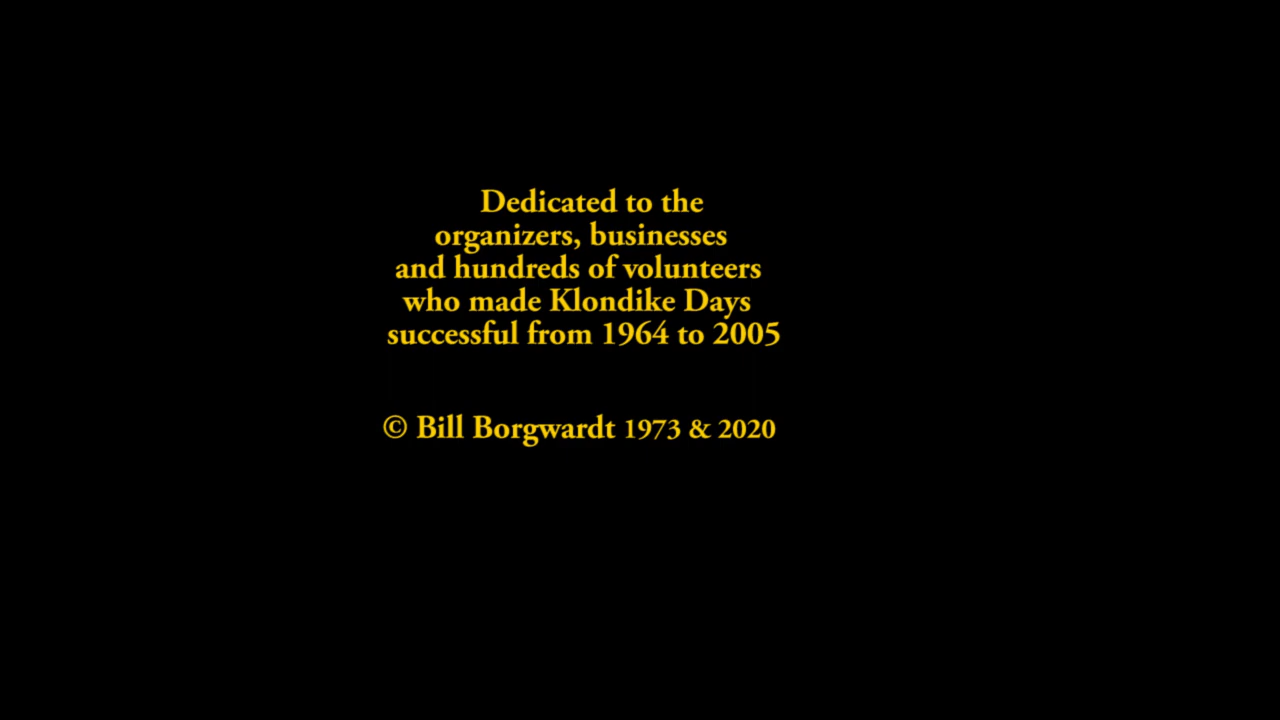 Dedicated to the
organizers, businesses
and hundreds of volunteers
who made Klondike Days
successful from 1964 to 2005
© Bill Borgwardt 1973 & 2020